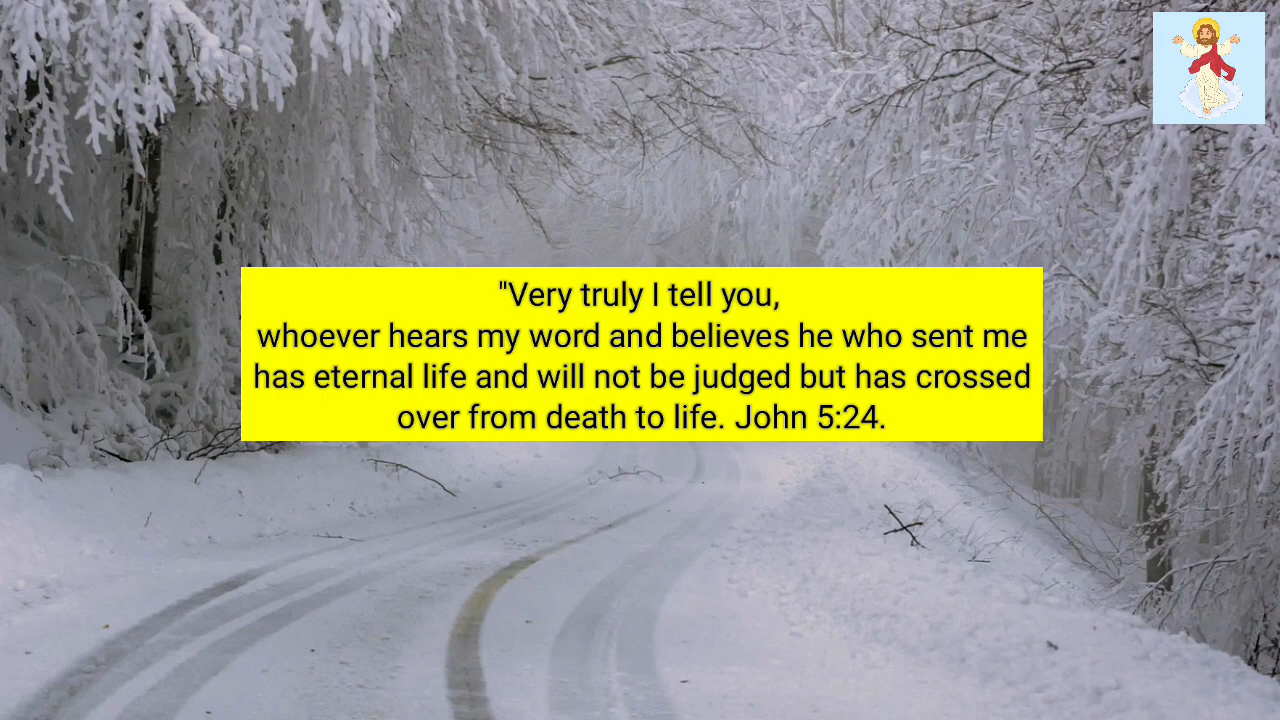 "Very truly I tell you,
whoever hears my word and believes he who sent me
has eternal life and will not be judged but has crossed
over from death to life. John 5:24.